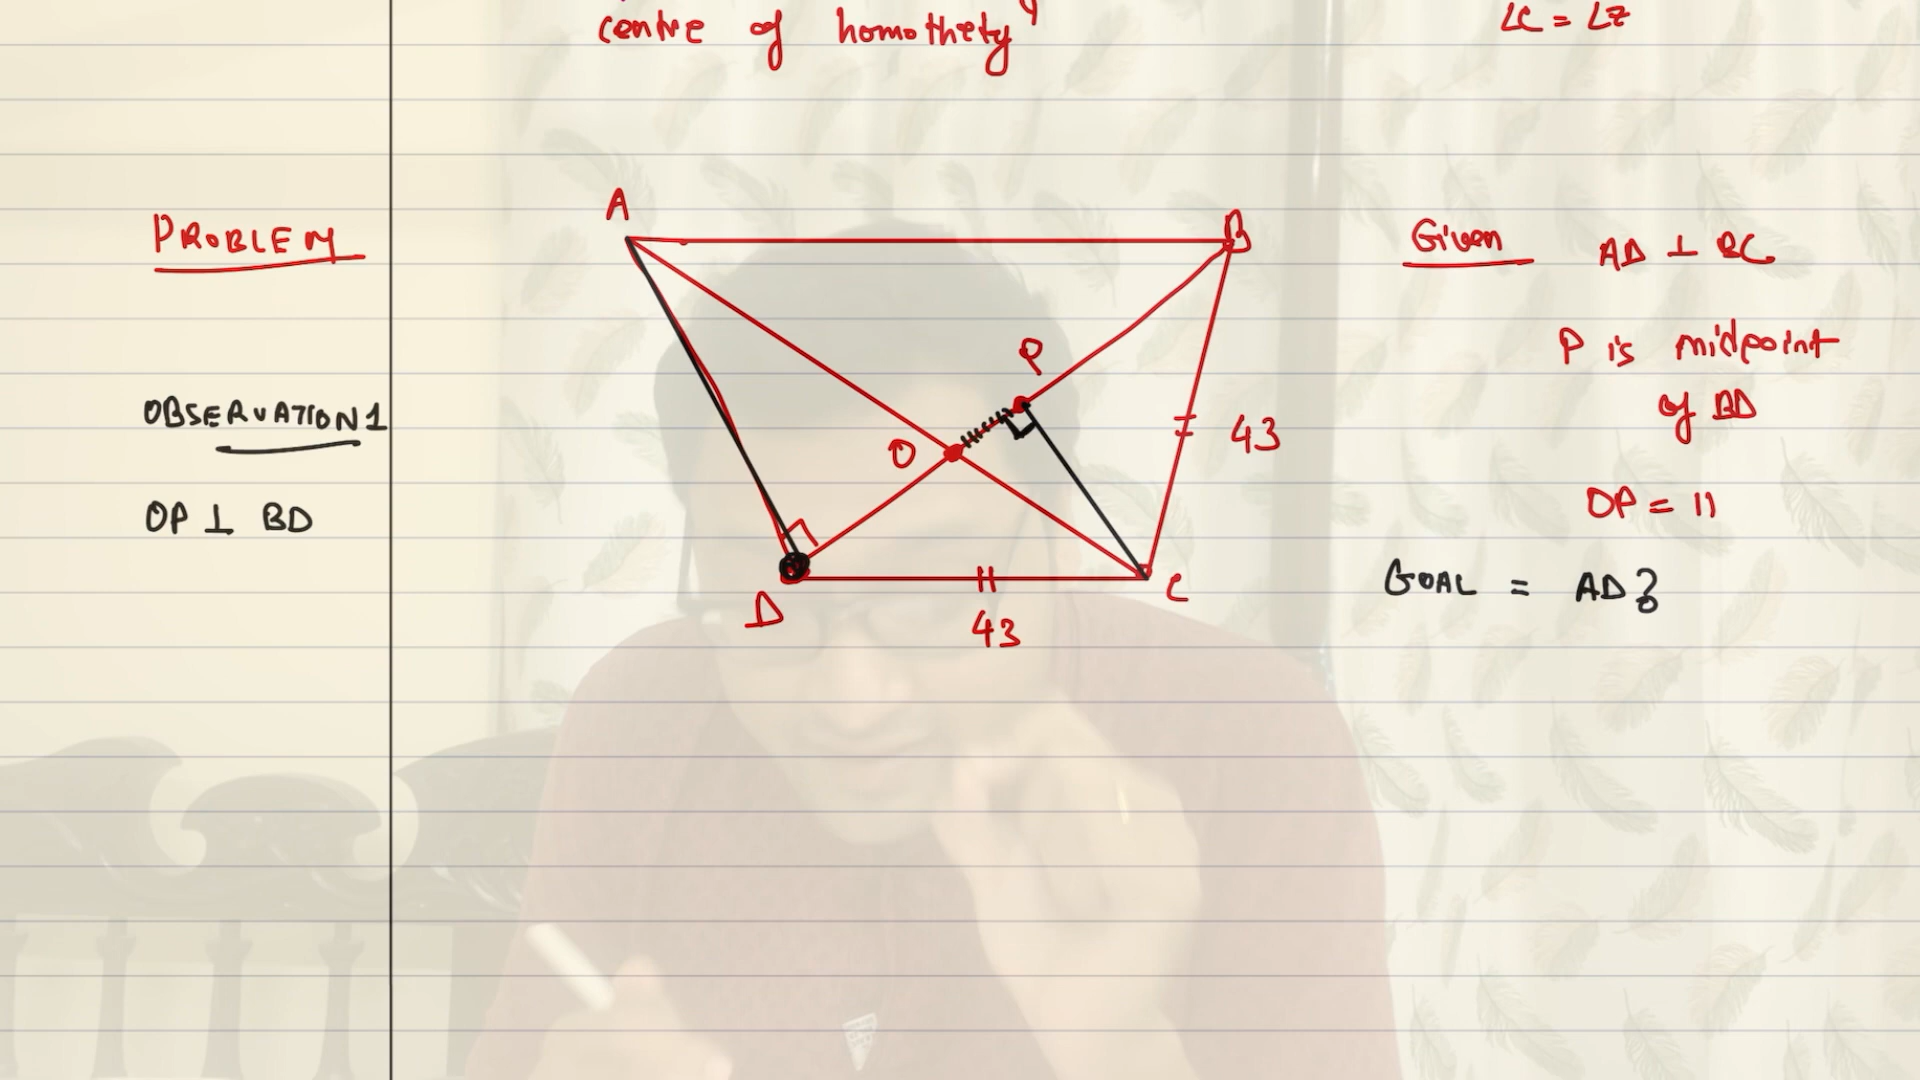 centre of homothety
∠C = ∠Z
PROBLEM
A
B
Given AD ⊥ BC
P
P is midpoint
of BD
OBSERVATION 1
O
43
OP ⊥ BD
OP = 11
GOAL = AD?
D
C
43